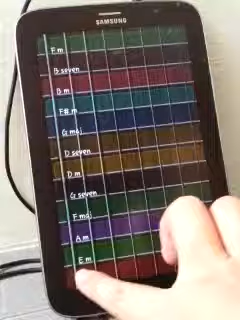 SAMSUNG
F m
B seven
B m
F# m
G maj
D seven
D m
G seven
F maj
A m
E m